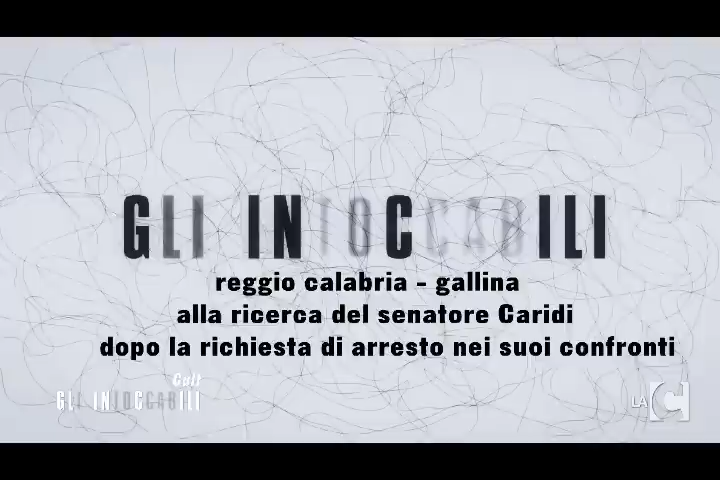 GLI INTOCCABILI
reggio calabria - gallina
alla ricerca del senatore Caridi
dopo la richiesta di arresto nei suoi confronti
Cult
GLI INTOCCABILI
LA C